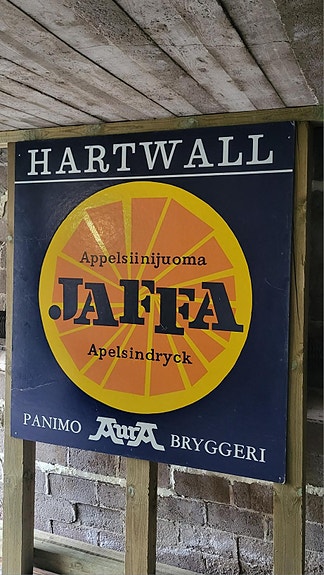 HARTWALL
Appelsiinijuoma
JAFFA
Apelsindryck
PANIMO AurA BRYGGERI